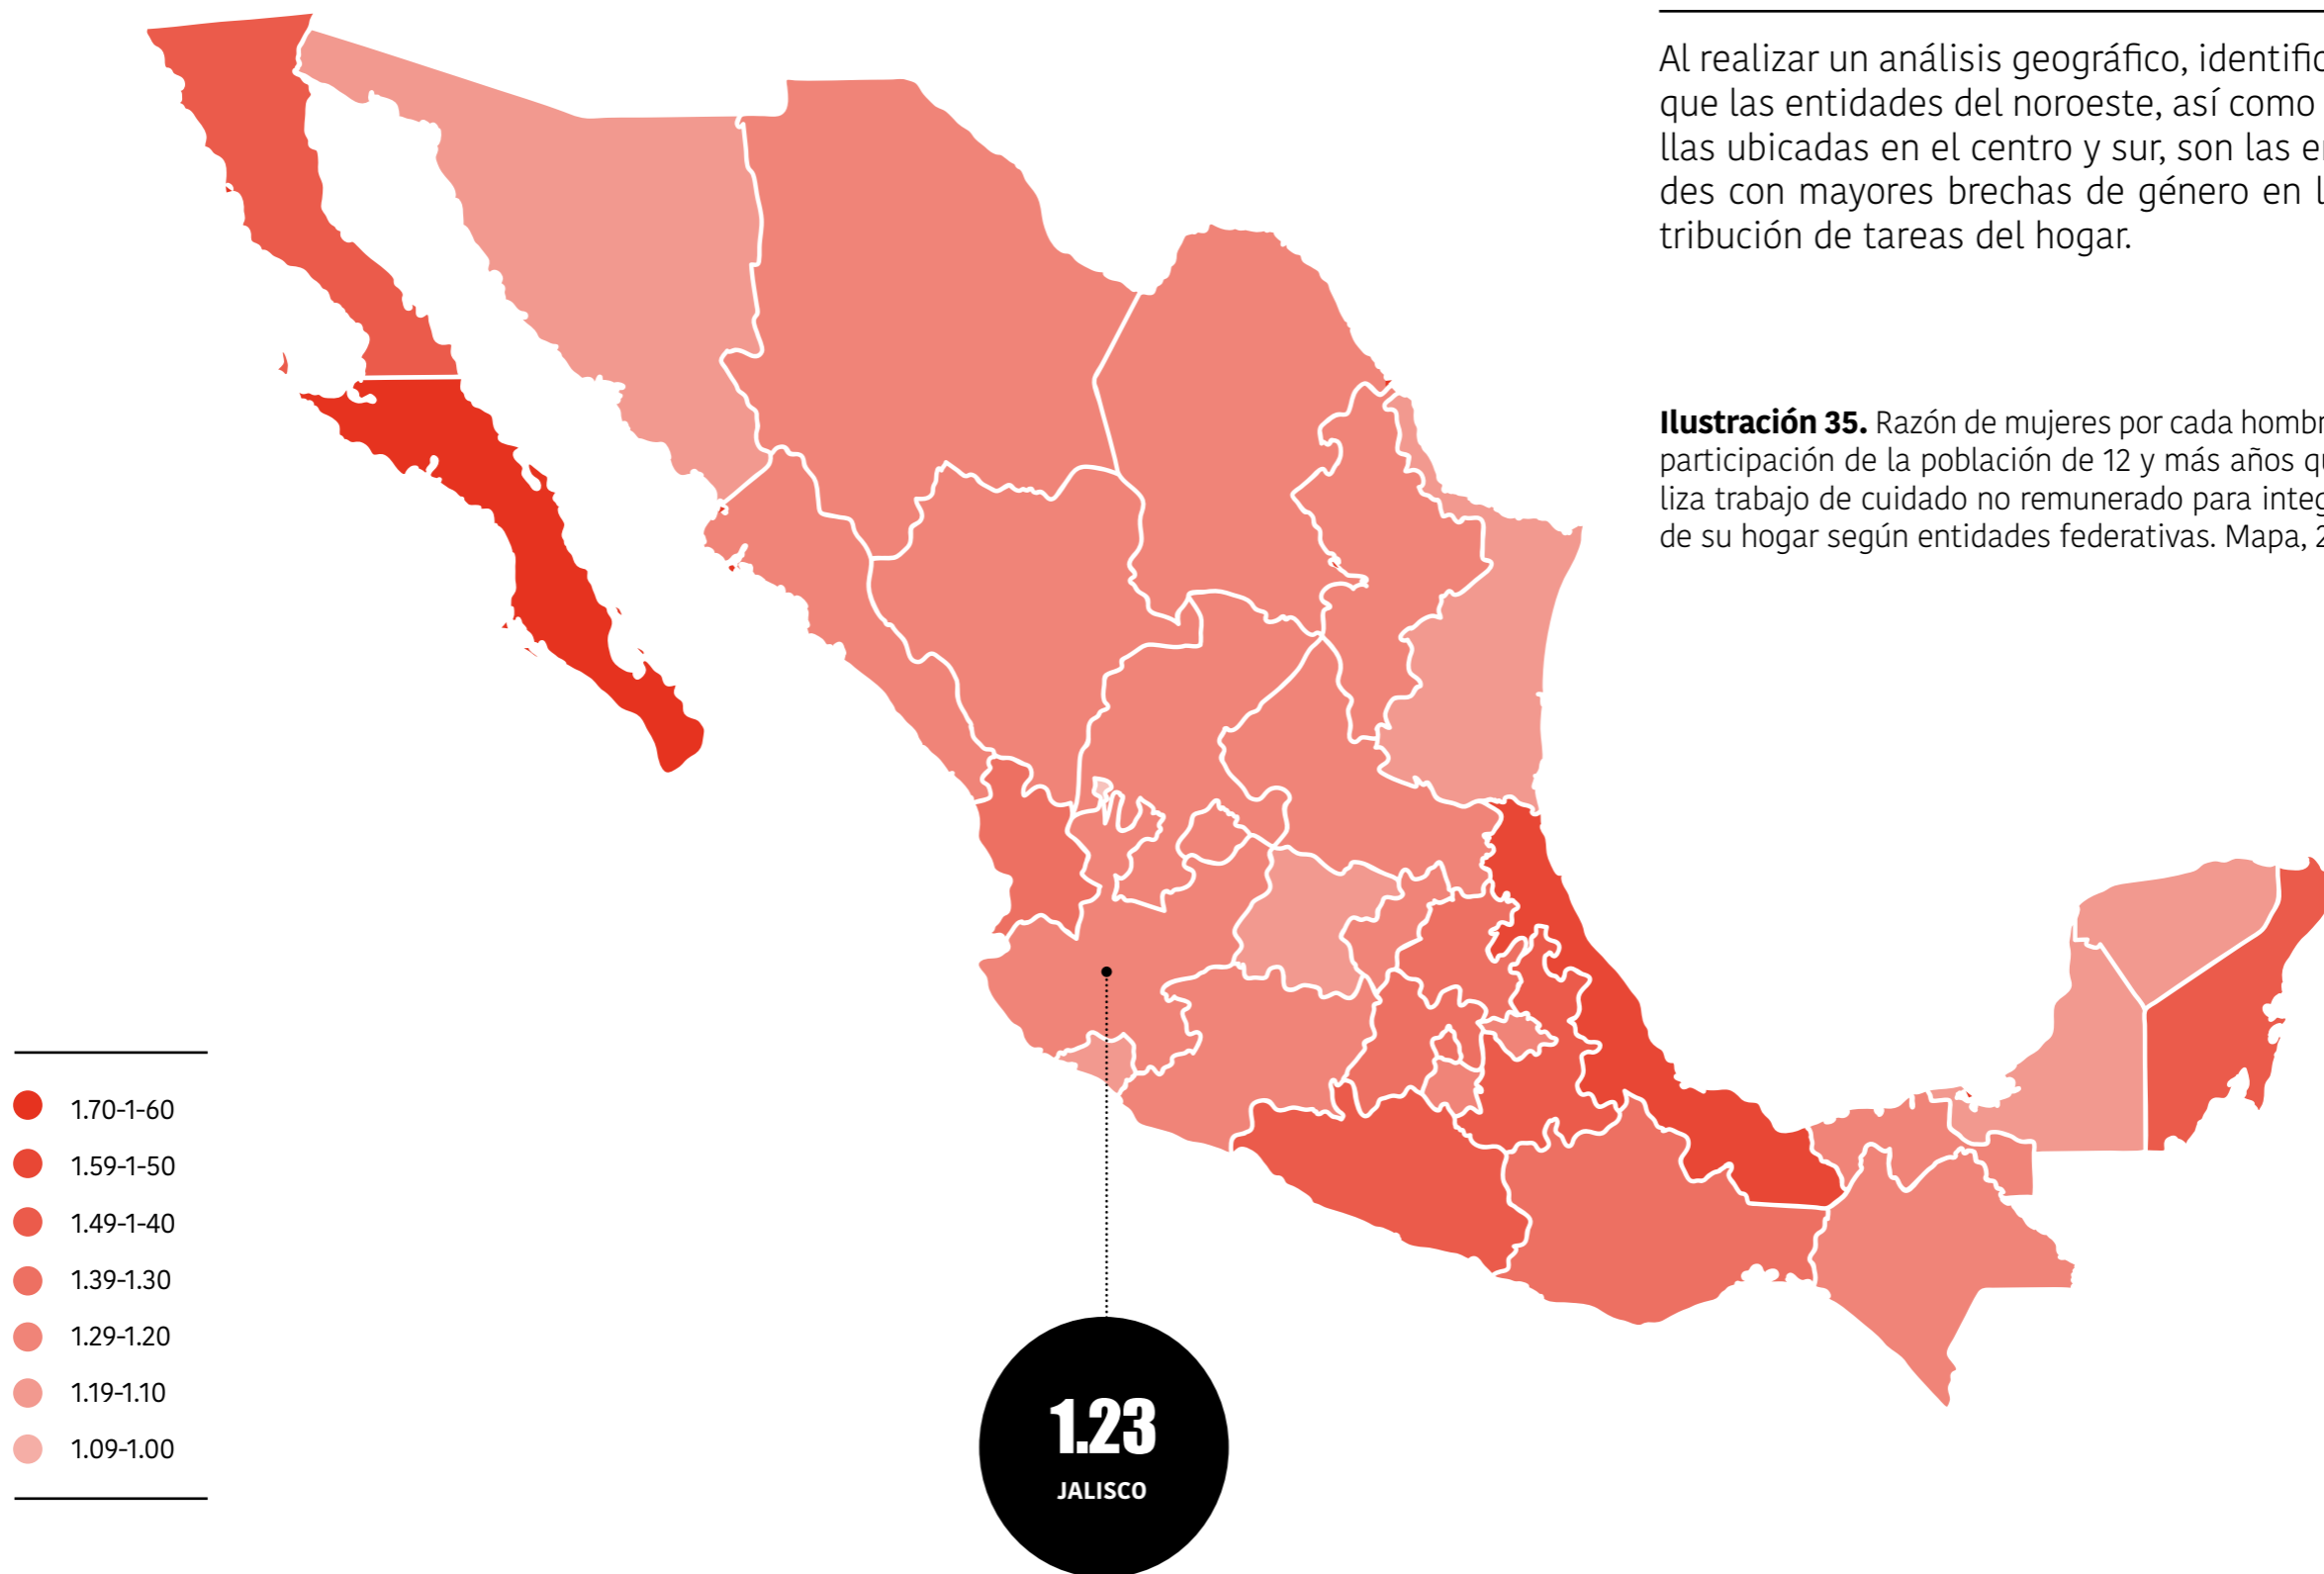 Al realizar un análisis geográfico, identific
que las entidades del noroeste, así como
llas ubicadas en el centro y sur, son las e
des con mayores brechas de género en l
tribución de tareas del hogar.
Ilustración 35. Razón de mujeres por cada hombr
participación de la población de 12 y más años qu
liza trabajo de cuidado no remunerado para integ
de su hogar según entidades federativas. Mapa, 2
1.70-1-60
1.59-1-50
1.49-1-40
1.39-1.30
1.29-1.20
1.19-1.10
1.09-1.00
1.23
JALISCO